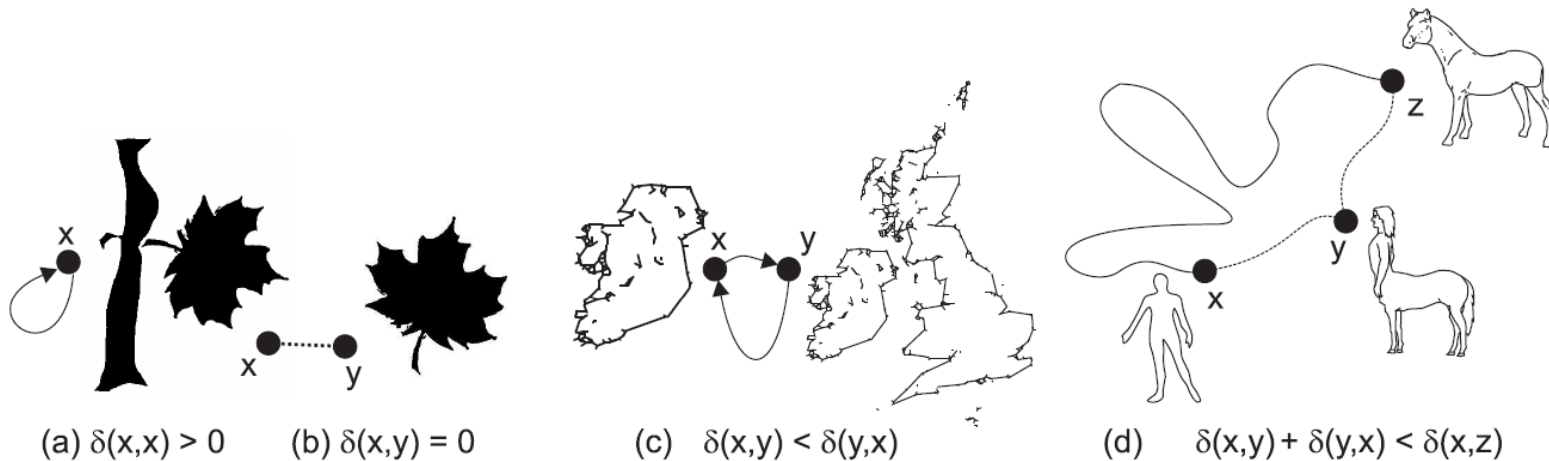 x
x
y
x
y
x
y
z
(a) δ(x,x) > 0
(b) δ(x,y) = 0
(c) δ(x,y) < δ(y,x)
(d) δ(x,y) + δ(y,x) < δ(x,z)